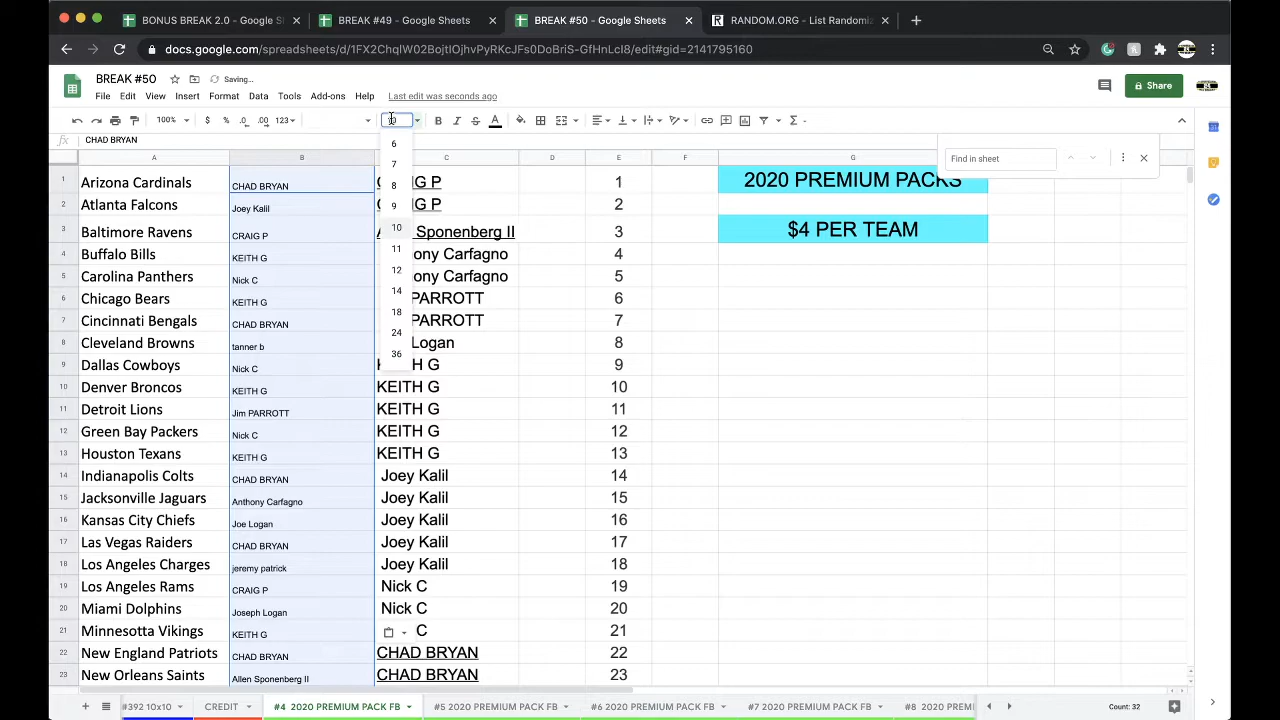 BONUS BREAK 2.0 - Google S
BREAK #49 - Google Sheets
BREAK #50 - Google Sheets
RANDOM.ORG - List Randomiz
docs.google.com/spreadsheets/d/1FX2ChqIW02BojtIOjhvPyRKcJFs0DoBriS-GfHnLcI8/edit#gid=2141795160
BREAK #50
Saving...
File Edit View Insert Format Data Tools Add-ons Help Last edit was seconds ago
Share
100% $ % .0 .00 123 10 B I S A
fx CHAD BRYAN
Find in sheet
A B C D E F G
1 Arizona Cardinals CHAD BRYAN IG P 1 2020 PREMIUM PACKS
2 Atlanta Falcons Joey Kalil IG P 2
3 Baltimore Ravens CRAIG P Sponenberg II 3 $4 PER TEAM
4 Buffalo Bills KEITH G ony Carfagno 4
5 Carolina Panthers Nick C ony Carfagno 5
6 Chicago Bears KEITH G PARROTT 6
7 Cincinnati Bengals CHAD BRYAN PARROTT 7
8 Cleveland Browns tanner b Logan 8
9 Dallas Cowboys Nick C KEITH G 9
10 Denver Broncos KEITH G KEITH G 10
11 Detroit Lions Jim PARROTT KEITH G 11
12 Green Bay Packers Nick C KEITH G 12
13 Houston Texans KEITH G KEITH G 13
14 Indianapolis Colts CHAD BRYAN Joey Kalil 14
15 Jacksonville Jaguars Anthony Carfagno Joey Kalil 15
16 Kansas City Chiefs Joe Logan Joey Kalil 16
17 Las Vegas Raiders CHAD BRYAN Joey Kalil 17
18 Los Angeles Charges jeremy patrick Joey Kalil 18
19 Los Angeles Rams CRAIG P Nick C 19
20 Miami Dolphins Joseph Logan Nick C 20
21 Minnesotta Vikings KEITH G C 21
22 New England Patriots CHAD BRYAN CHAD BRYAN 22
23 New Orleans Saints Allen Sponenberg II CHAD BRYAN 23
6
7
8
9
10
11
12
14
18
24
36
#392 10x10 CREDIT #4 2020 PREMIUM PACK FB #5 2020 PREMIUM PACK FB #6 2020 PREMIUM PACK FB #7 2020 PREMIUM PACK FB #8 2020 PREMI Count: 32